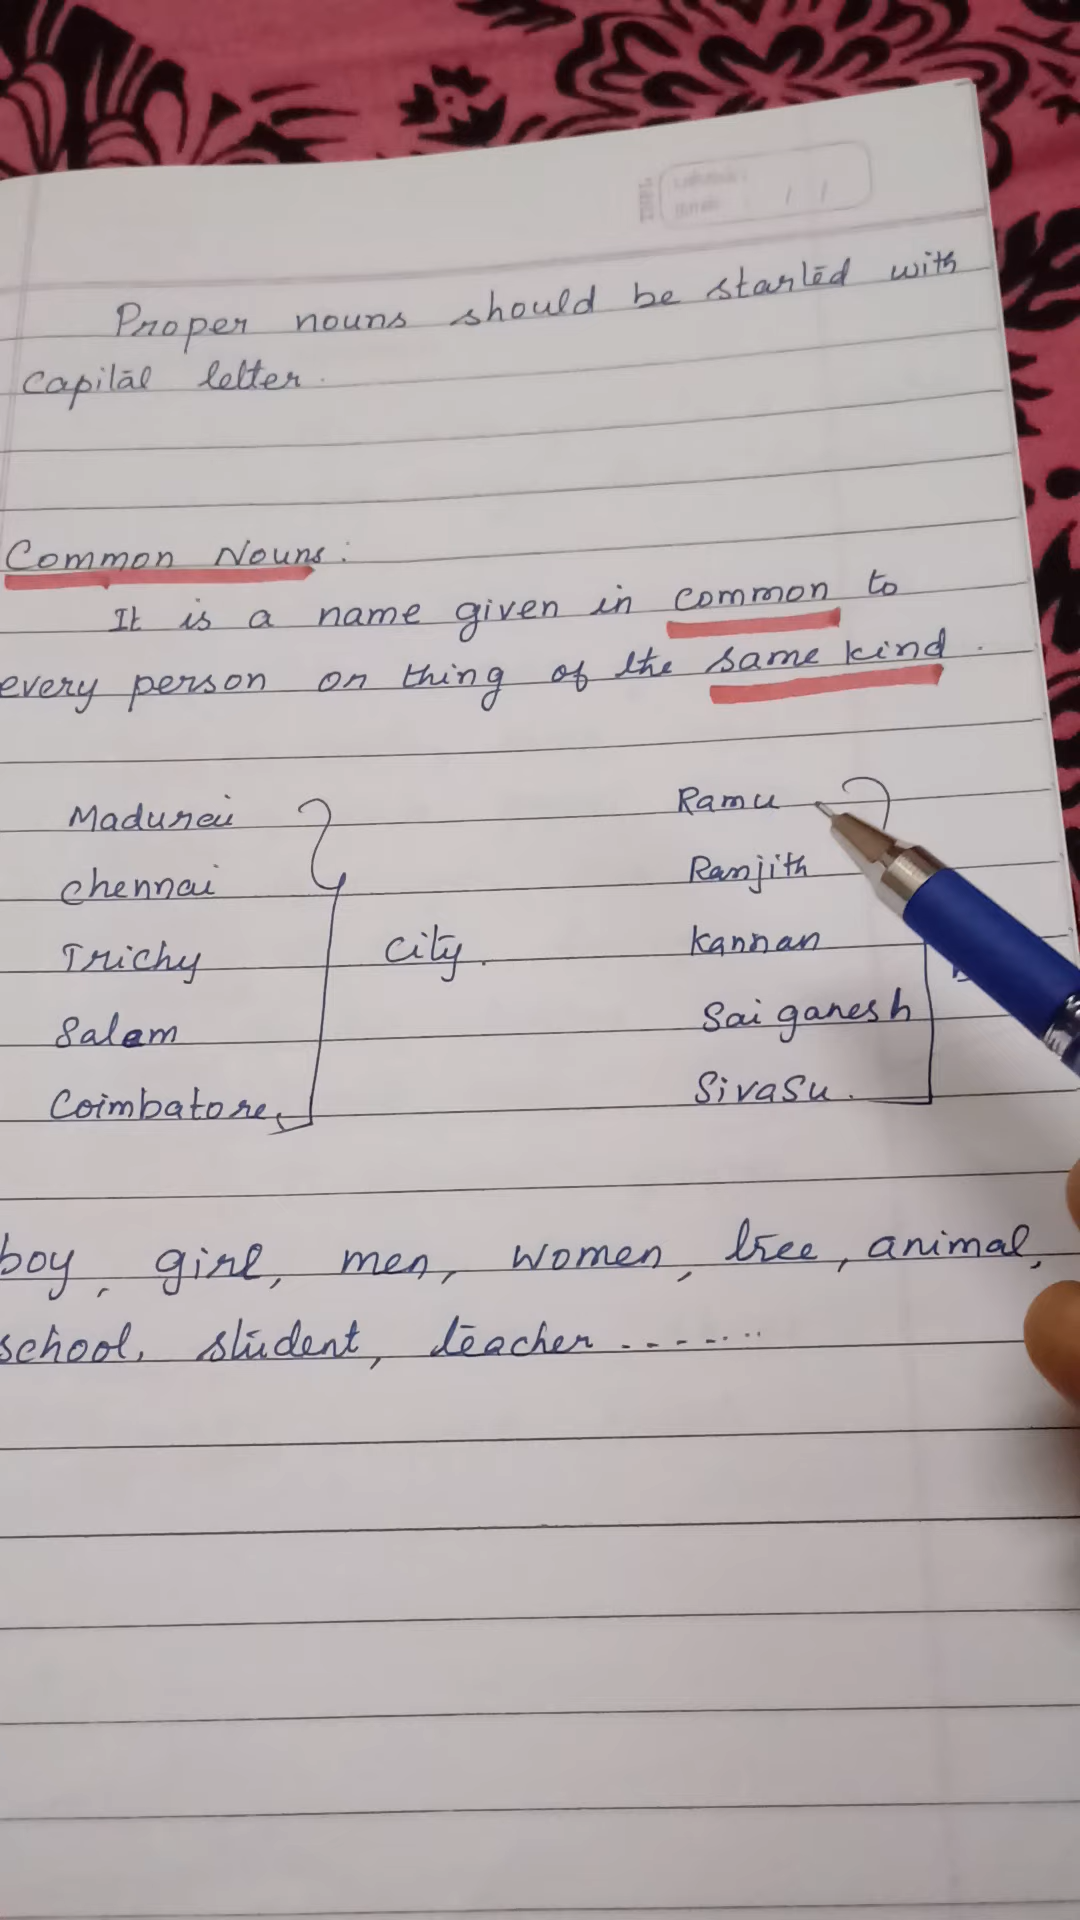 Proper nouns should be started with
capital letter.
Common Nouns:
It is a name given in common to
every person or thing of the same kind.
Madurai
Ramu
Chennai
Ranjith
Trichy
City.
Kannan
Salem
Sai ganesh
Coimbatore
Sivasu.
boy, girl, men, women, tree, animal,
school, student, teacher -------